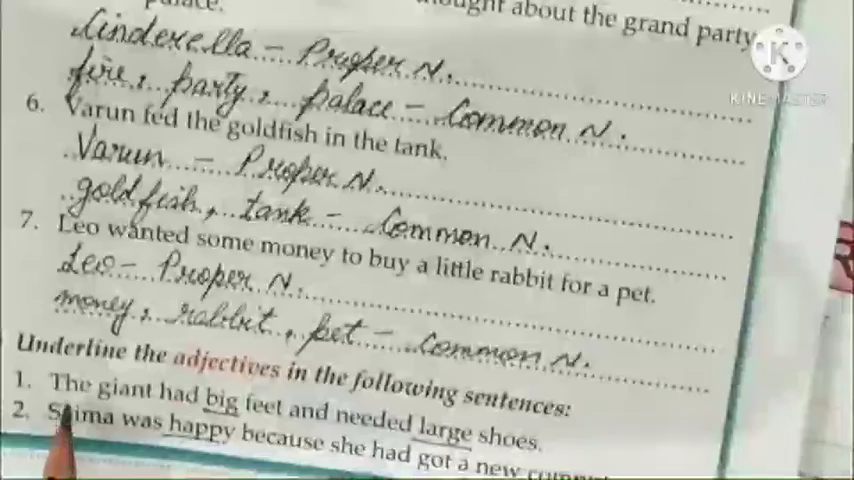 palace.
thought about the grand party
Cinderella - Proper N.
fire, party, palace - Common N.
6. Varun fed the goldfish in the tank.
Varun - Proper N.
goldfish, tank - Common N.
7. Leo wanted some money to buy a little rabbit for a pet.
Leo - Proper N.
money, rabbit, pet - Common N.
Underline the adjectives in the following sentences:
1. The giant had big feet and needed large shoes.
2. Saima was happy because she had got a new
KINEMASTER